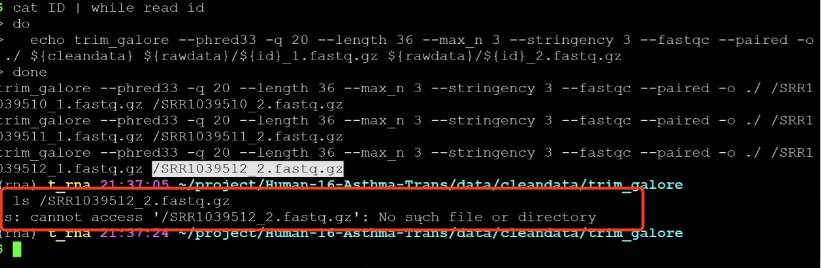 $ cat ID | while read id
> do
>   echo trim_galore --phred33 -q 20 --length 36 --max_n 3 --stringency 3 --fastqc --paired -o
./ ${cleandata} ${rawdata}/${id}_1.fastq.gz ${rawdata}/${id}_2.fastq.gz
> done
trim_galore --phred33 -q 20 --length 36 --max_n 3 --stringency 3 --fastqc --paired -o ./ /SRR1
039510_1.fastq.gz /SRR1039510_2.fastq.gz
trim_galore --phred33 -q 20 --length 36 --max_n 3 --stringency 3 --fastqc --paired -o ./ /SRR1
039511_1.fastq.gz /SRR1039511_2.fastq.gz
trim_galore --phred33 -q 20 --length 36 --max_n 3 --stringency 3 --fastqc --paired -o ./ /SRR1
039512_1.fastq.gz /SRR1039512_2.fastq.gz
(rna) t_rna 21:37:05 ~/project/Human-16-Asthma-Trans/data/cleandata/trim_galore
ls /SRR1039512_2.fastq.gz
s: cannot access '/SRR1039512_2.fastq.gz': No such file or directory
(rna) t_rna 21:37:24 ~/project/Human-16-Asthma-Trans/data/cleandata/trim_galore
$